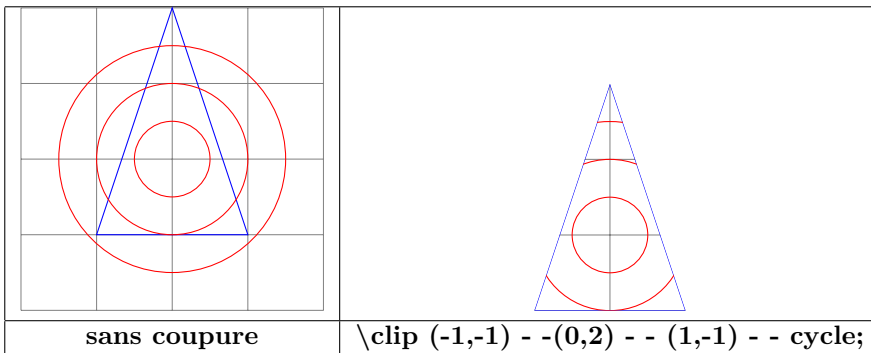 sans coupure
\clip (-1,-1) - -(0,2) - - (1,-1) - - cycle;